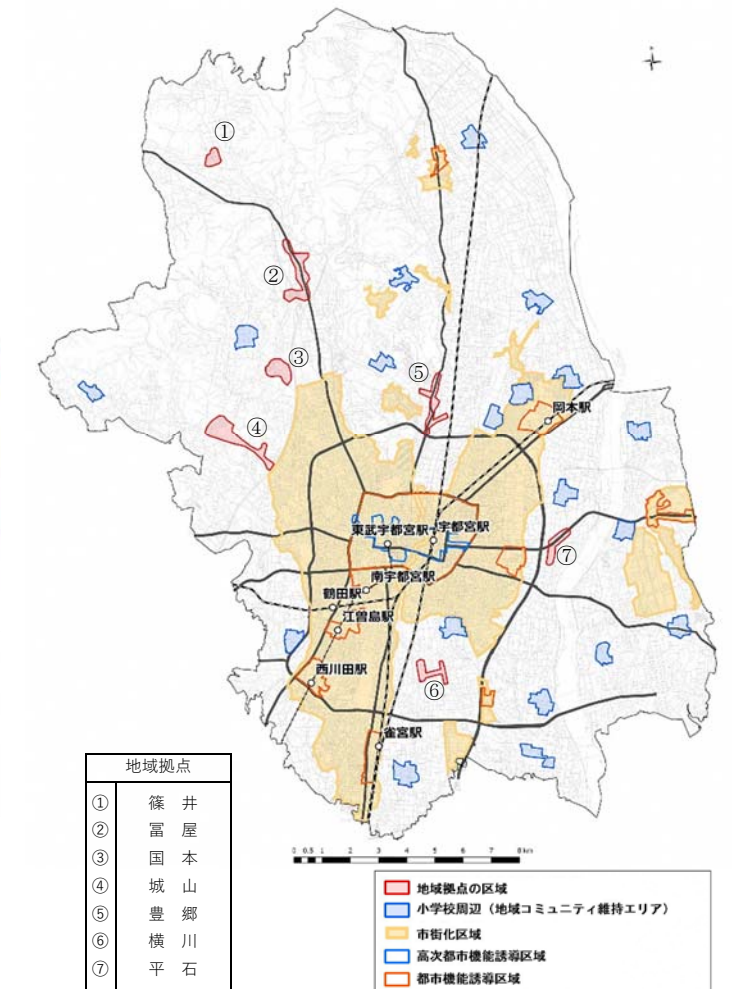 ①
②
③
④
⑤
岡本駅
東武宇都宮駅
宇都宮駅
⑦
南宇都宮駅
鶴田駅
江曽島駅
西川田駅
⑥
雀宮駅
地域拠点
① 篠 井
② 冨 屋
③ 国 本
④ 城 山
⑤ 豊 郷
⑥ 横 川
⑦ 平 石
0 0.5 1 2 3 4 5 6 7 8 km
地域拠点の区域
小学校周辺（地域コミュニティ維持エリア）
市街化区域
高次都市機能誘導区域
都市機能誘導区域